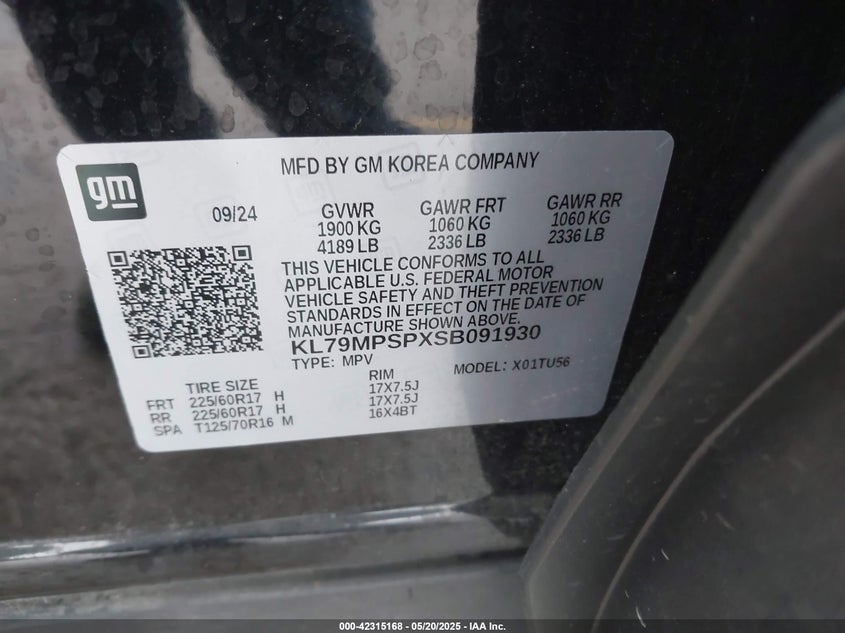 gm
MFD BY GM KOREA COMPANY
09/24
GVWR GAWR FRT GAWR RR
1900 KG 1060 KG 1060 KG
4189 LB 2336 LB 2336 LB
THIS VEHICLE CONFORMS TO ALL
APPLICABLE U.S. FEDERAL MOTOR
VEHICLE SAFETY AND THEFT PREVENTION
STANDARDS IN EFFECT ON THE DATE OF
MANUFACTURE SHOWN ABOVE.
KL79MPSPXSB091930
TYPE: MPV MODEL: X01TU56
TIRE SIZE RIM
FRT 225/60R17 H 17X7.5J
RR 225/60R17 H 17X7.5J
SPA T125/70R16 M 16X4BT
000-42315168 — 05/20/2025 — IAA Inc.